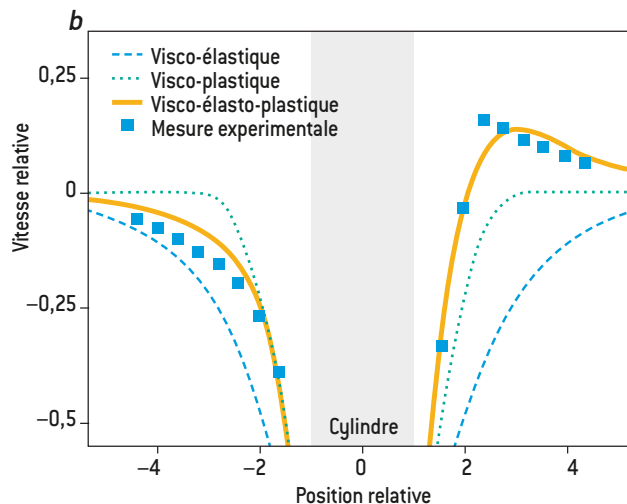 b
Visco-élastique
Visco-plastique
Visco-élasto-plastique
Mesure experimentale
0,25
0
−0,25
−0,5
Vitesse relative
Cylindre
−4
−2
0
2
4
Position relative